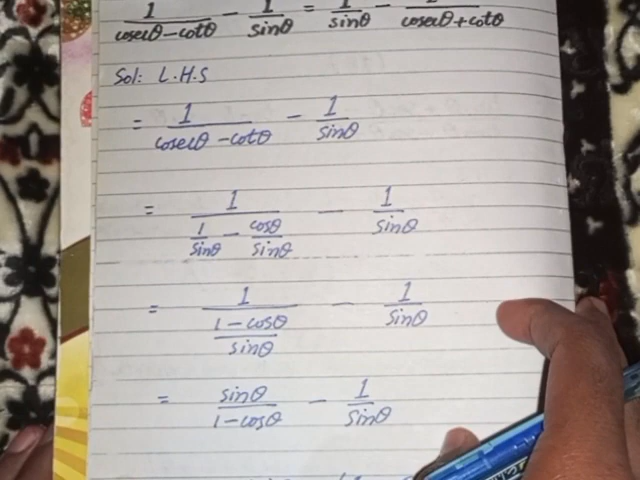 1/(cosecθ-cotθ) - 1/sinθ = 1/sinθ - 1/(cosecθ+cotθ)
Sol: L.H.S
= 1/(cosecθ-cotθ) - 1/sinθ
= 1/(1/sinθ - cosθ/sinθ) - 1/sinθ
= 1/((1-cosθ)/sinθ) - 1/sinθ
= sinθ/(1-cosθ) - 1/sinθ